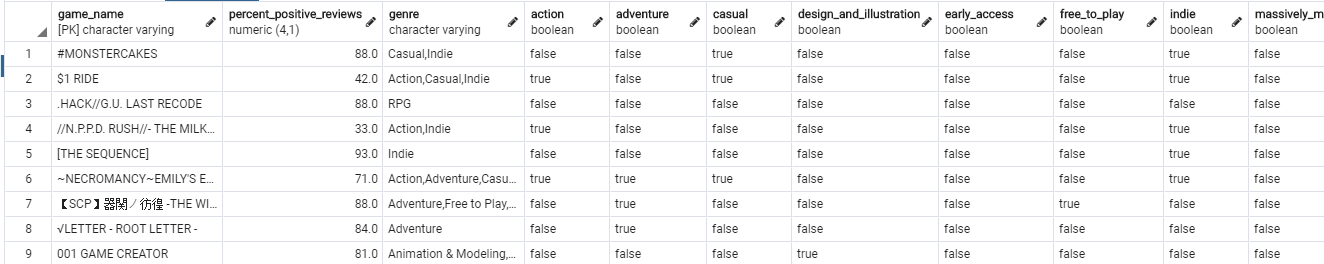 game_name percent_positive_reviews genre action adventure casual design_and_illustration early_access free_to_play indie massively_m
[PK] character varying numeric (4,1) character varying boolean boolean boolean boolean boolean boolean boolean boolean
1 #MONSTERCAKES 88.0 Casual,Indie false false true false false false true false
2 $1 RIDE 42.0 Action,Casual,Indie true false true false false false true false
3 .HACK//G.U. LAST RECODE 88.0 RPG false false false false false false false false
4 //N.P.P.D. RUSH//- THE MILK... 33.0 Action,Indie true false false false false false true false
5 [THE SEQUENCE] 93.0 Indie false false false false false false true false
6 ~NECROMANCY~EMILY'S E... 71.0 Action,Adventure,Casu... true true true false false false true false
7 【SCP】器関／彷徨 -THE WI... 88.0 Adventure,Free to Play,... false true false false false true false false
8 √LETTER - ROOT LETTER - 84.0 Adventure false true false false false false false false
9 001 GAME CREATOR 81.0 Animation & Modeling,... false false false true false false false false